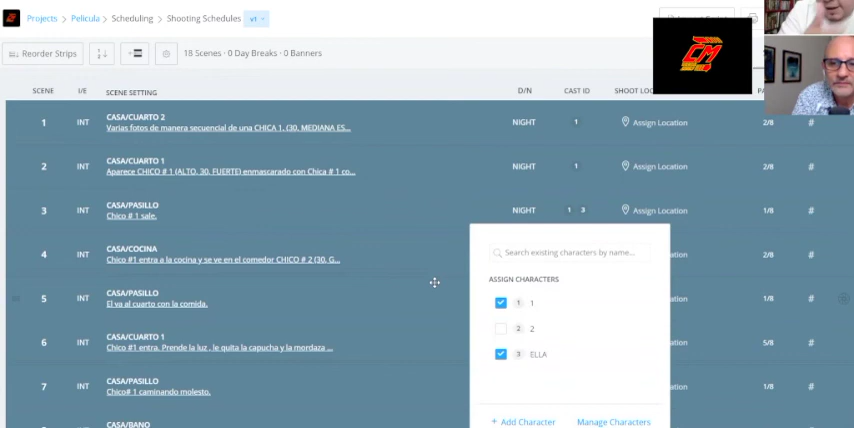 Projects > Película > Scheduling > Shooting Schedules v1
Reorder Strips
18 Scenes · 0 Day Breaks · 0 Banners
CM
SCENE I/E SCENE SETTING D/N CAST ID SHOOT LOC PA
1 INT CASA/CUARTO 2 NIGHT 1 Assign Location 2/8 #
Varias fotos de manera secuencial de una CHICA 1, (30, MEDIANA ES...
2 INT CASA/CUARTO 1 NIGHT 1 Assign Location 2/8 #
Aparece CHICO # 1 (ALTO, 30, FUERTE) enmascarado con Chica # 1 co...
3 INT CASA/PASILLO NIGHT 1 3 Assign Location 1/8 #
Chico # 1 sale.
4 INT CASA/COCINA ation 2/8 #
Chico #1 entra a la cocina y se ve en el comedor CHICO # 2 (30, G...
5 INT CASA/PASILLO ation 1/8 #
El va al cuarto con la comida.
6 INT CASA/CUARTO 1 ation 5/8 #
Chico #1 entra. Prende la luz , le quita la capucha y la mordaza ...
7 INT CASA/PASILLO ation 1/8 #
Chico# 1 caminando molesto.
CASA/BANO
Search existing characters by name...
ASSIGN CHARACTERS
1 1
2 2
3 ELLA
+ Add Character Manage Characters